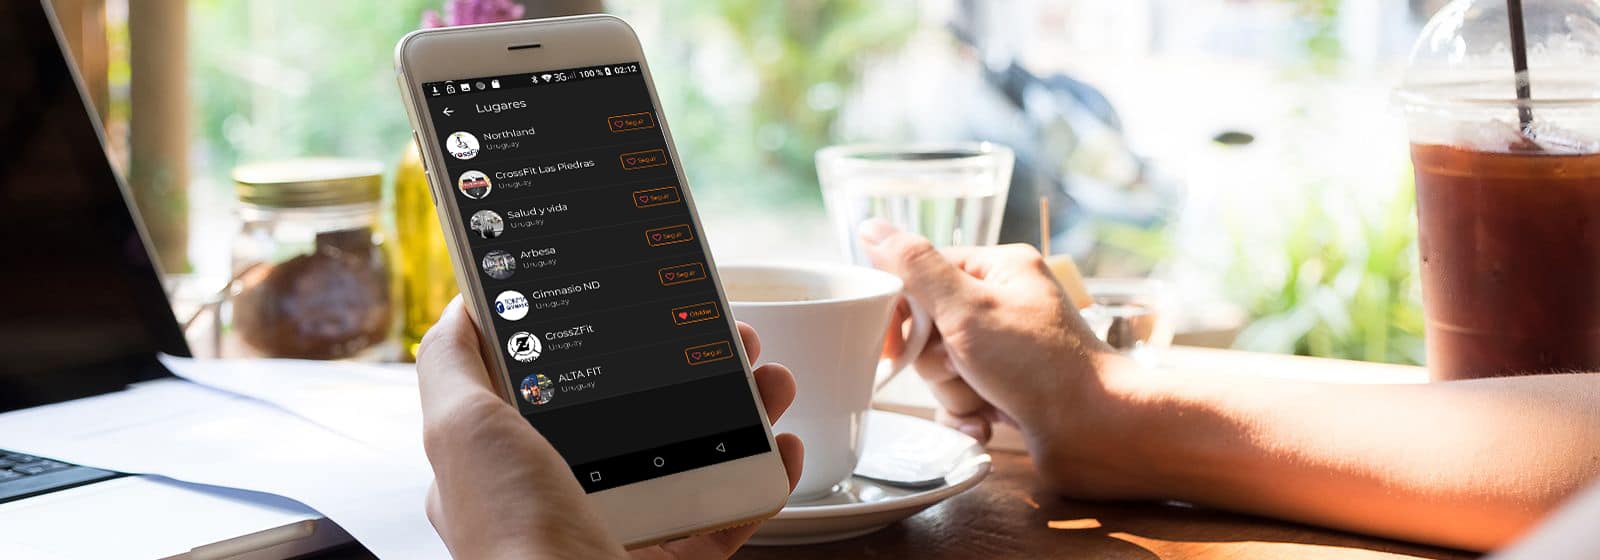 3G 100 % 02:12
Lugares
Northland
Uruguay
Seguir
CrossFit Las Piedras
Uruguay
Seguir
Salud y vida
Uruguay
Seguir
Arbesa
Uruguay
Seguir
Gimnasio ND
Uruguay
Seguir
CrossZFit
Uruguay
Olvidar
ALTA FIT
Uruguay
Seguir